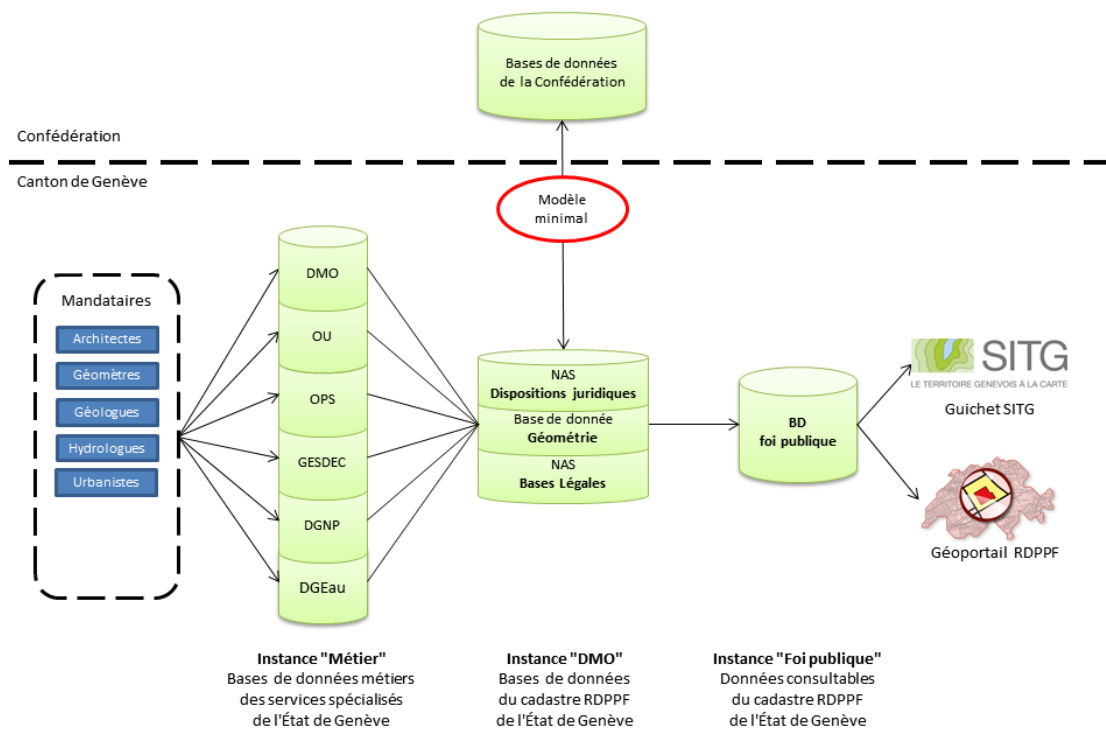 Bases de données
de la Confédération
Confédération
Canton de Genève
Modèle
minimal
Mandataires
Architectes
Géomètres
Géologues
Hydrologues
Urbanistes
DMO
OU
OPS
GESDEC
DGNP
DGEau
NAS
Dispositions juridiques
Base de donnée
Géométrie
NAS
Bases Légales
BD
foi publique
SITG
LE TERRITOIRE GENEVOIS À LA CARTE
Guichet SITG
Géoportail RDPPF
Instance "Métier"
Bases de données métiers
des services spécialisés
de l'État de Genève
Instance "DMO"
Bases de données
du cadastre RDPPF
de l'État de Genève
Instance "Foi publique"
Données consultables
du cadastre RDPPF
de l'État de Genève